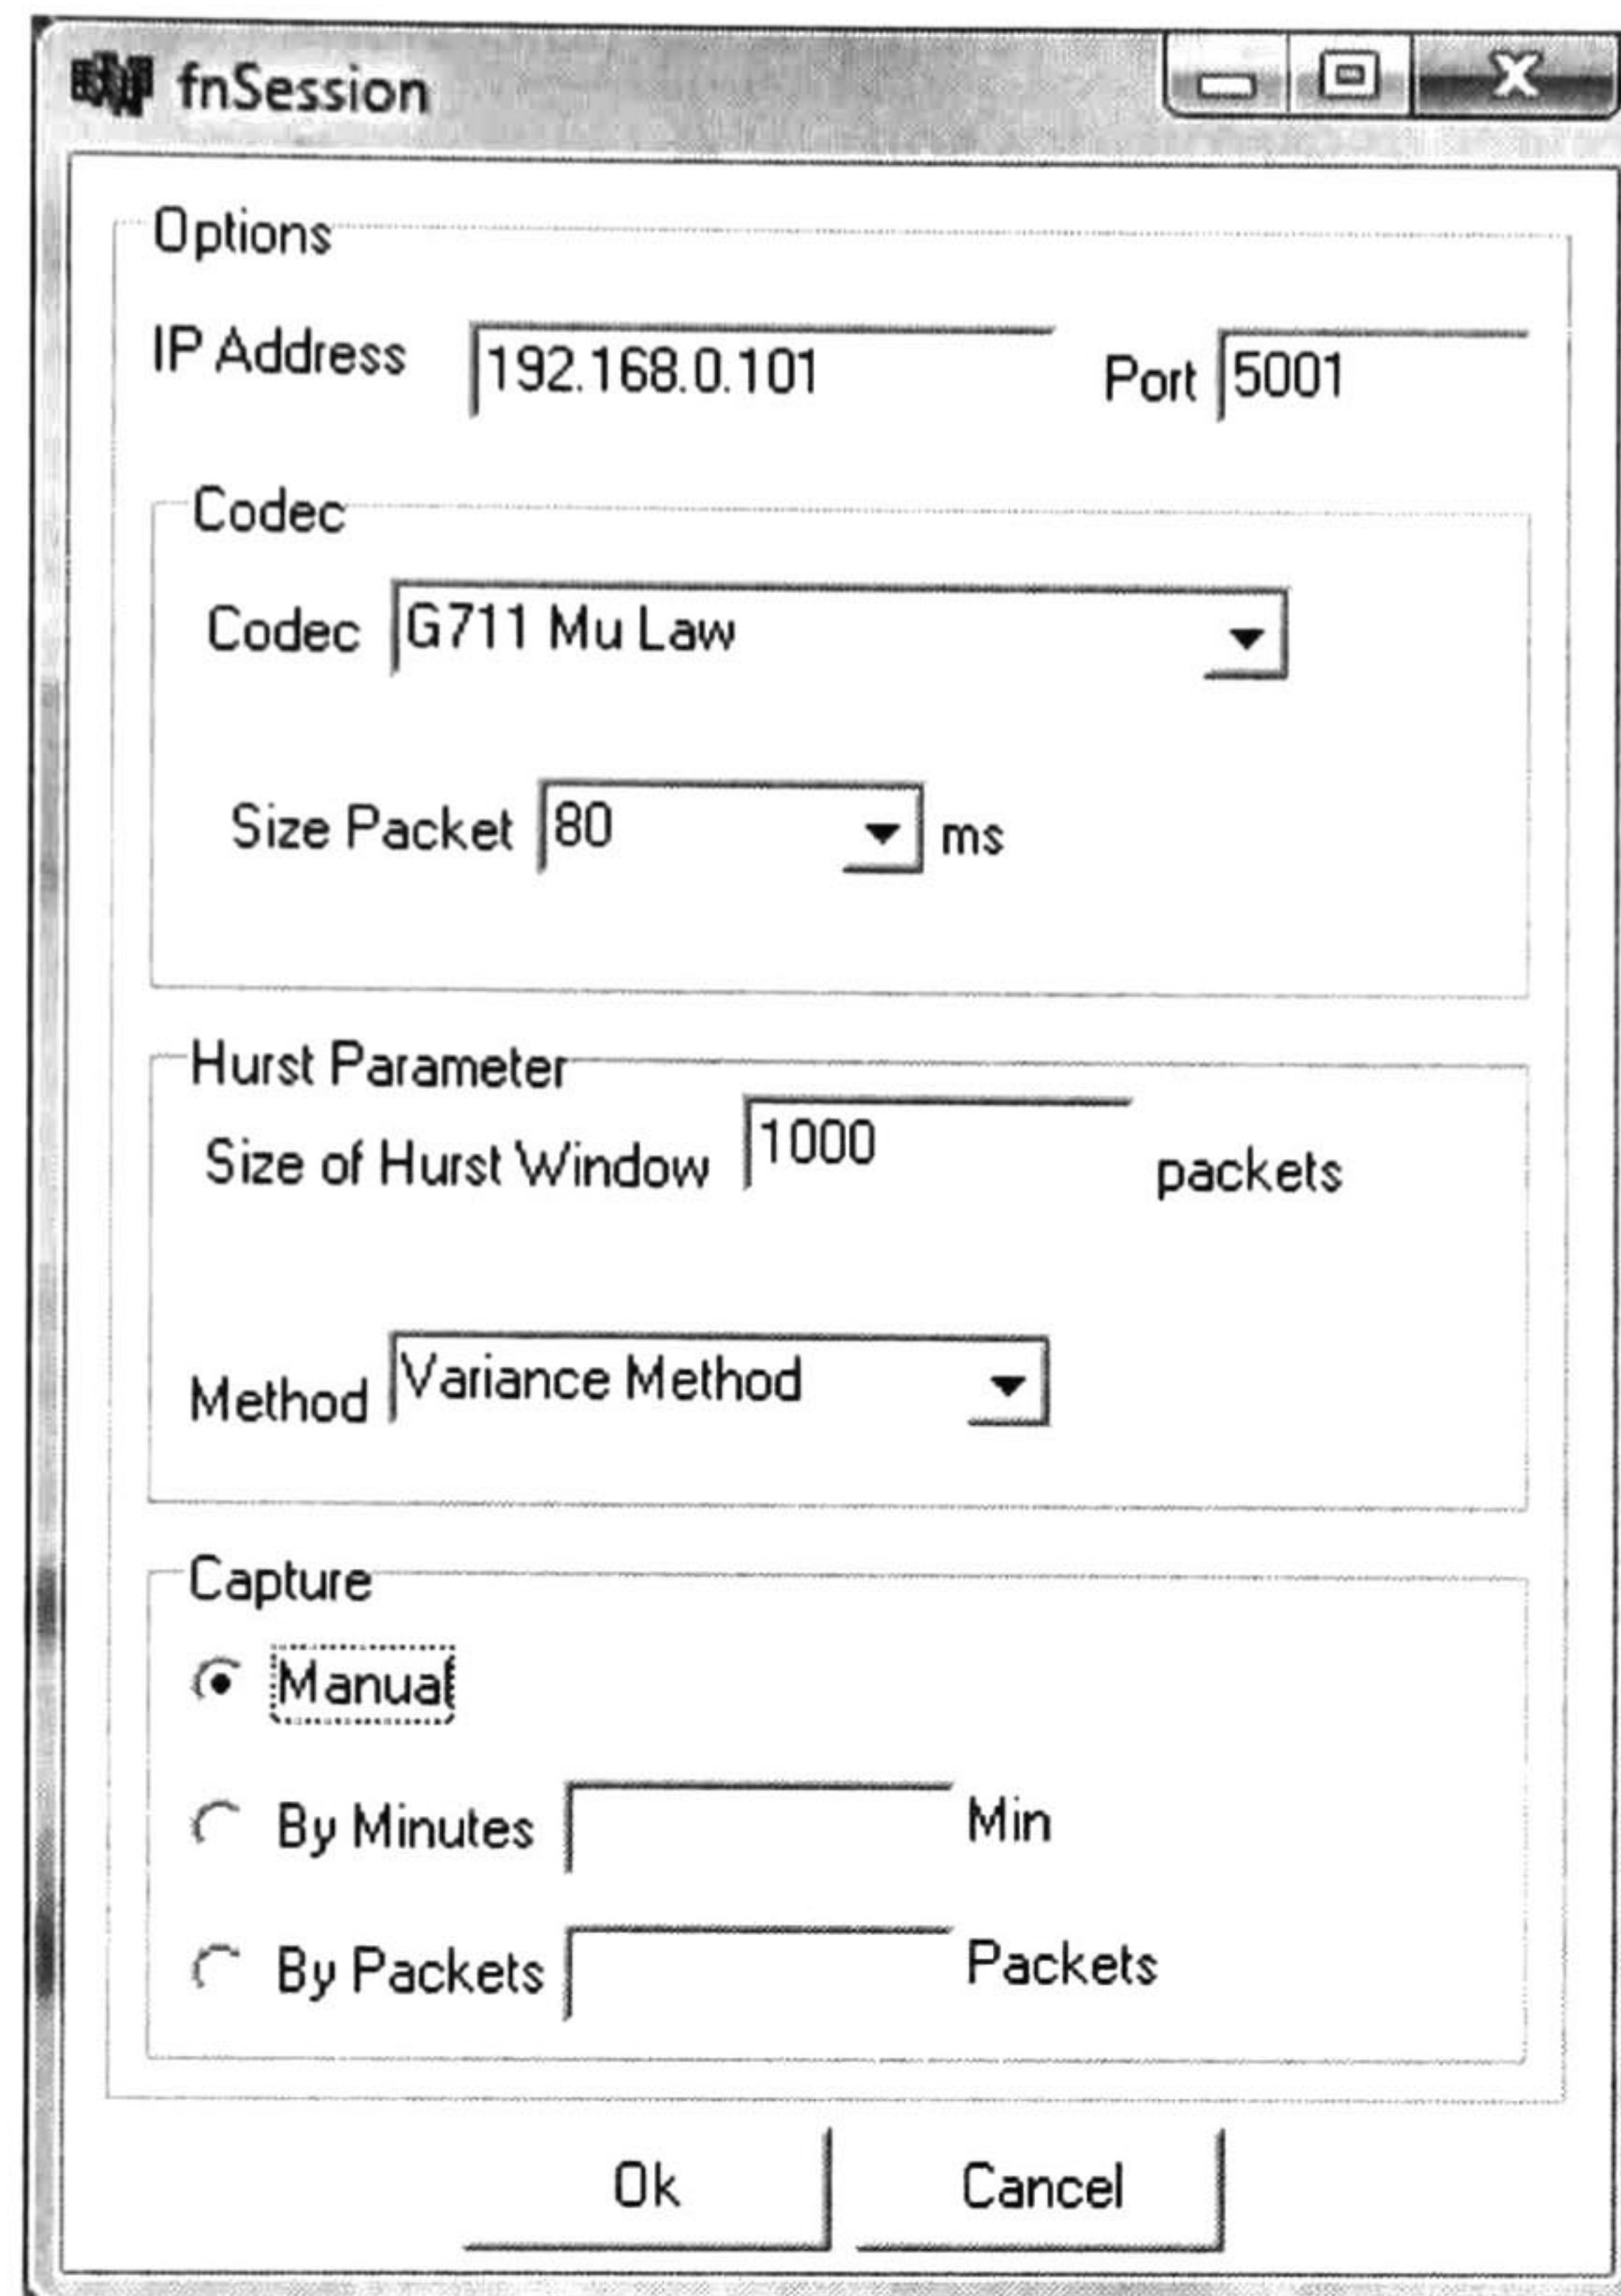 fnSession
Options
IP Address 192.168.0.101 Port 5001
Codec
Codec G711 Mu Law
Size Packet 80 ms
Hurst Parameter
Size of Hurst Window 1000 packets
Method Variance Method
Capture
Manual
By Minutes Min
By Packets Packets
Ok Cancel